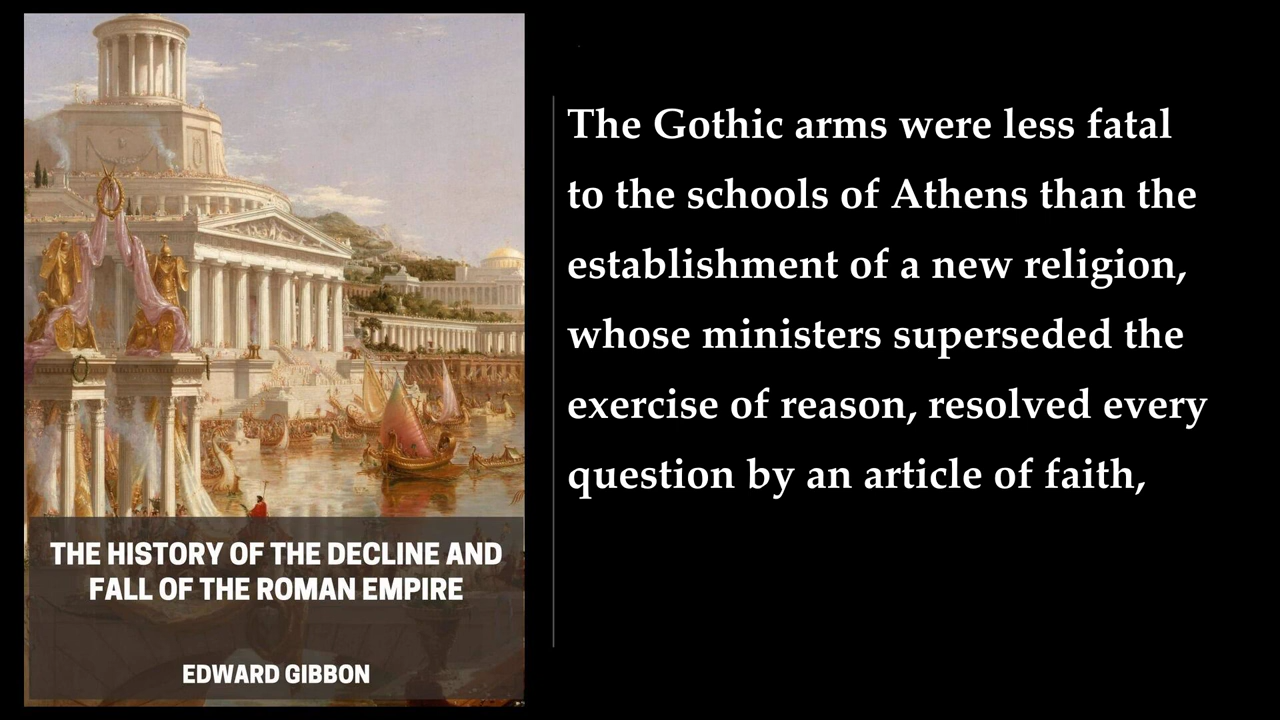 The Gothic arms were less fatal
to the schools of Athens than the
establishment of a new religion,
whose ministers superseded the
exercise of reason, resolved every
question by an article of faith,
THE HISTORY OF THE DECLINE AND
FALL OF THE ROMAN EMPIRE
EDWARD GIBBON